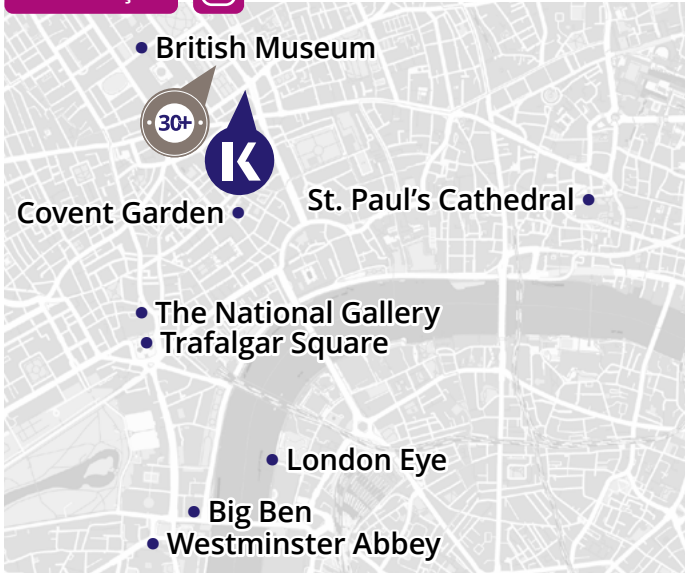 British Museum
30+
K
St. Paul’s Cathedral
Covent Garden
The National Gallery
Trafalgar Square
London Eye
Big Ben
Westminster Abbey